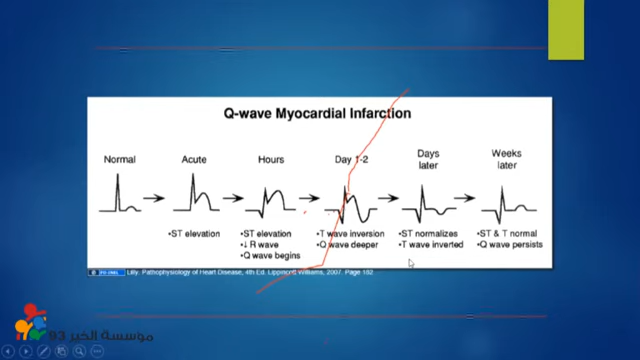 Q-wave Myocardial Infarction
Normal
Acute
Hours
Day 1-2
Days later
Weeks later
•ST elevation
•ST elevation
•↓ R wave
•Q wave begins
•T wave inversion
•Q wave deeper
•ST normalizes
•T wave inverted
•ST & T normal
•Q wave persists
Lilly. Pathophysiology of Heart Disease, 4th Ed. Lippincott Williams, 2007. Page 182
مؤسسة الخبر 93